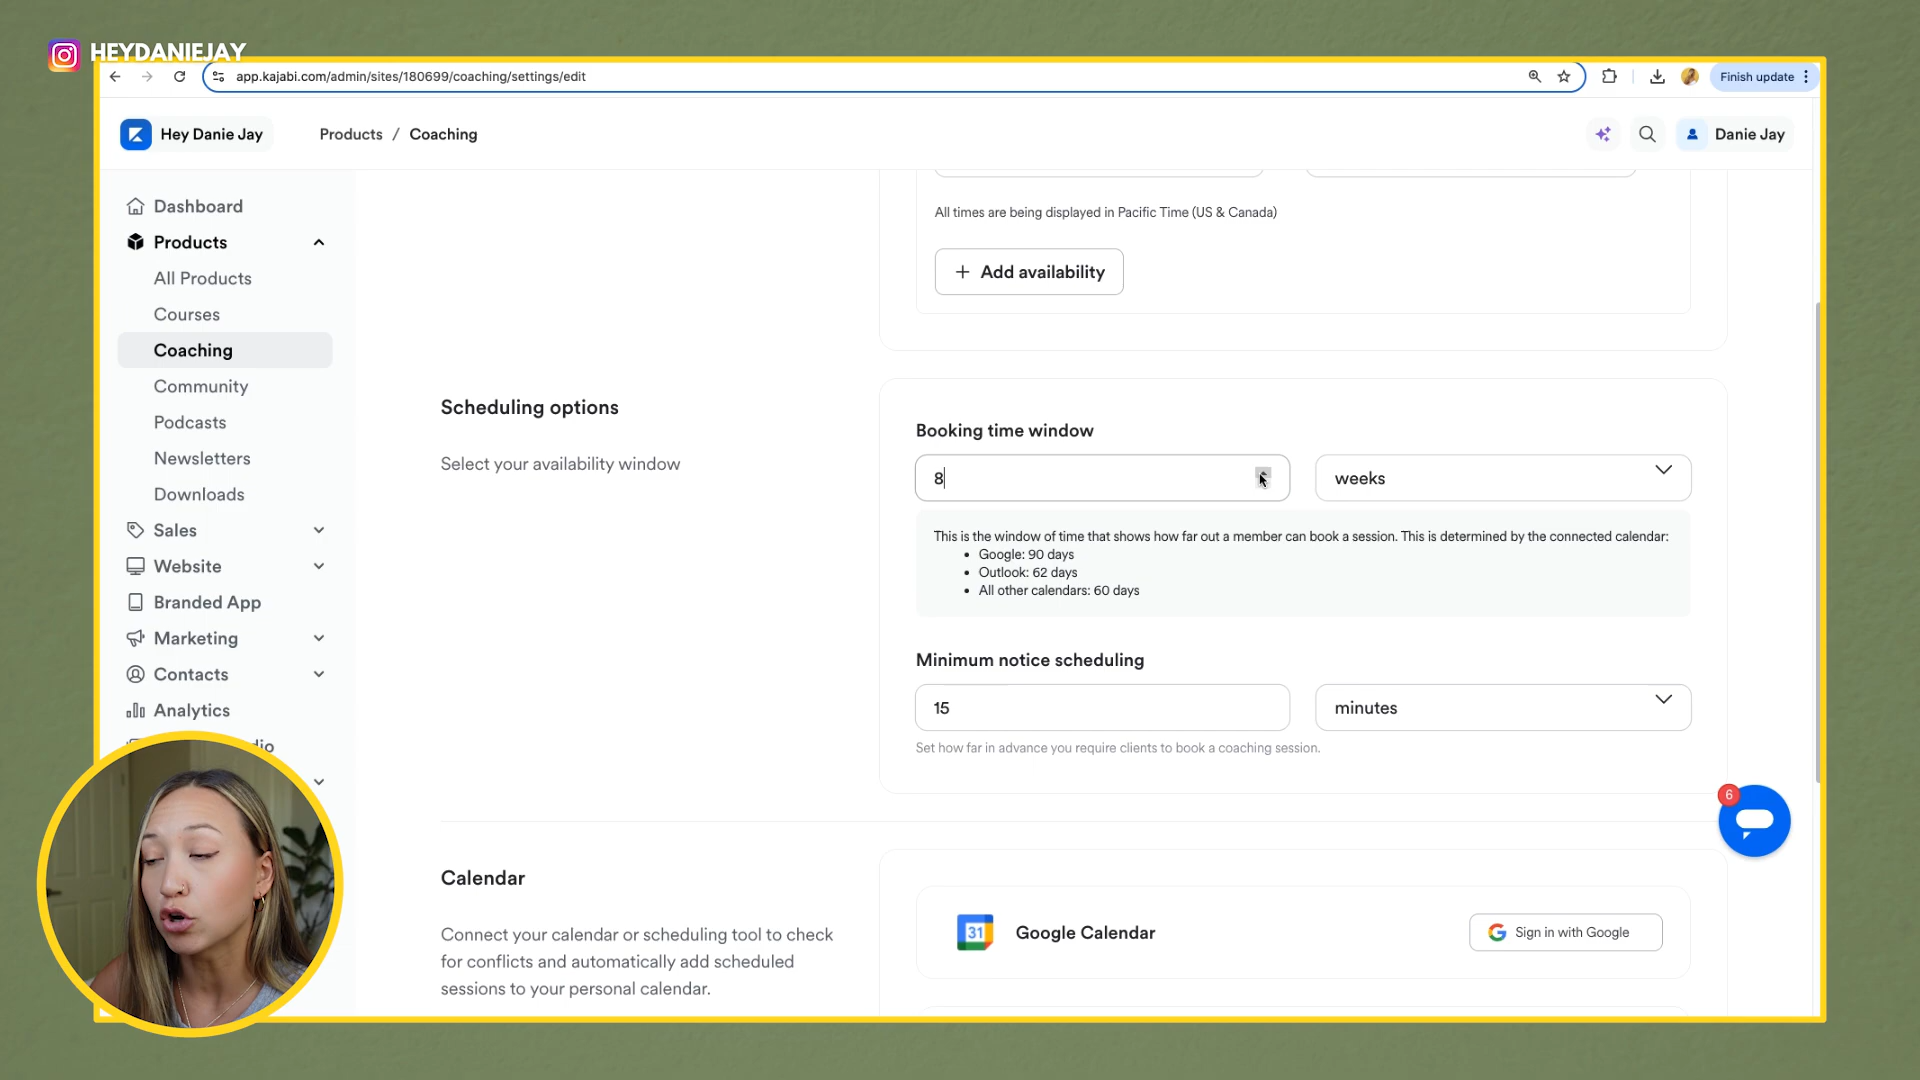 HEYDANIEJAY
app.kajabi.com/admin/sites/180699/coaching/settings/edit
Finish update
Hey Danie Jay
Products / Coaching
Danie Jay
Dashboard
Products
All Products
Courses
Coaching
Community
Podcasts
Newsletters
Downloads
Sales
Website
Branded App
Marketing
Contacts
Analytics
All times are being displayed in Pacific Time (US & Canada)
+ Add availability
Scheduling options
Select your availability window
Booking time window
8
weeks
This is the window of time that shows how far out a member can book a session. This is determined by the connected calendar:
• Google: 90 days
• Outlook: 62 days
• All other calendars: 60 days
Minimum notice scheduling
15
minutes
Set how far in advance you require clients to book a coaching session.
6
Calendar
Connect your calendar or scheduling tool to check
for conflicts and automatically add scheduled
sessions to your personal calendar.
31
Google Calendar
Sign in with Google